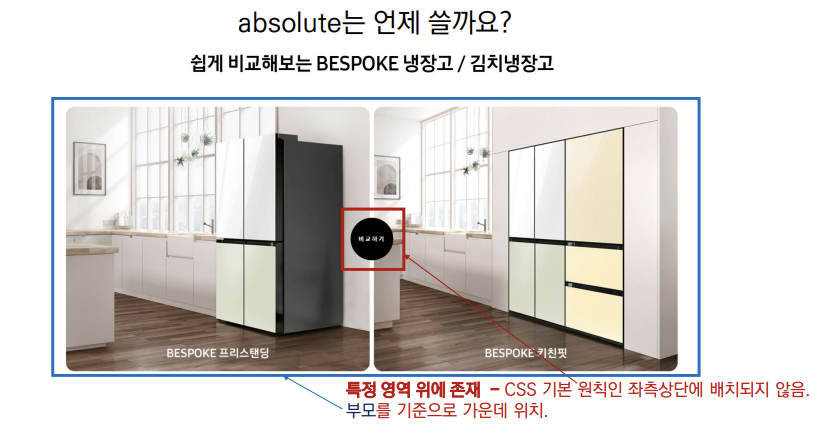 absolute는 언제 쓸까요?
쉽게 비교해보는 BESPOKE 냉장고 / 김치냉장고
비교하기
BESPOKE 프리스탠딩
BESPOKE 키친핏
특정 영역 위에 존재 - CSS 기본 원칙인 좌측상단에 배치되지 않음.
부모를 기준으로 가운데 위치.